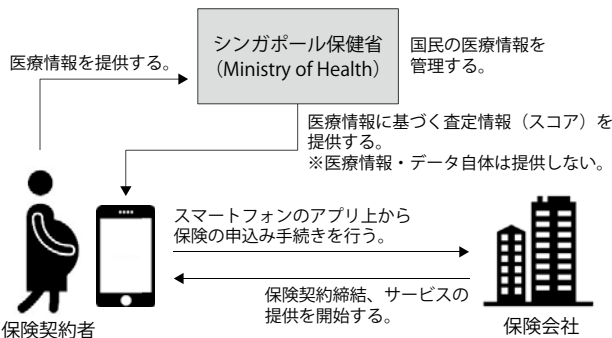 シンガポール保健省
(Ministry of Health)
国民の医療情報を
管理する。
医療情報を提供する。
医療情報に基づく査定情報(スコア)を
提供する。
※医療情報・データ自体は提供しない。
スマートフォンのアプリ上から
保険の申込み手続きを行う。
保険契約締結、サービスの
提供を開始する。
保険契約者
保険会社